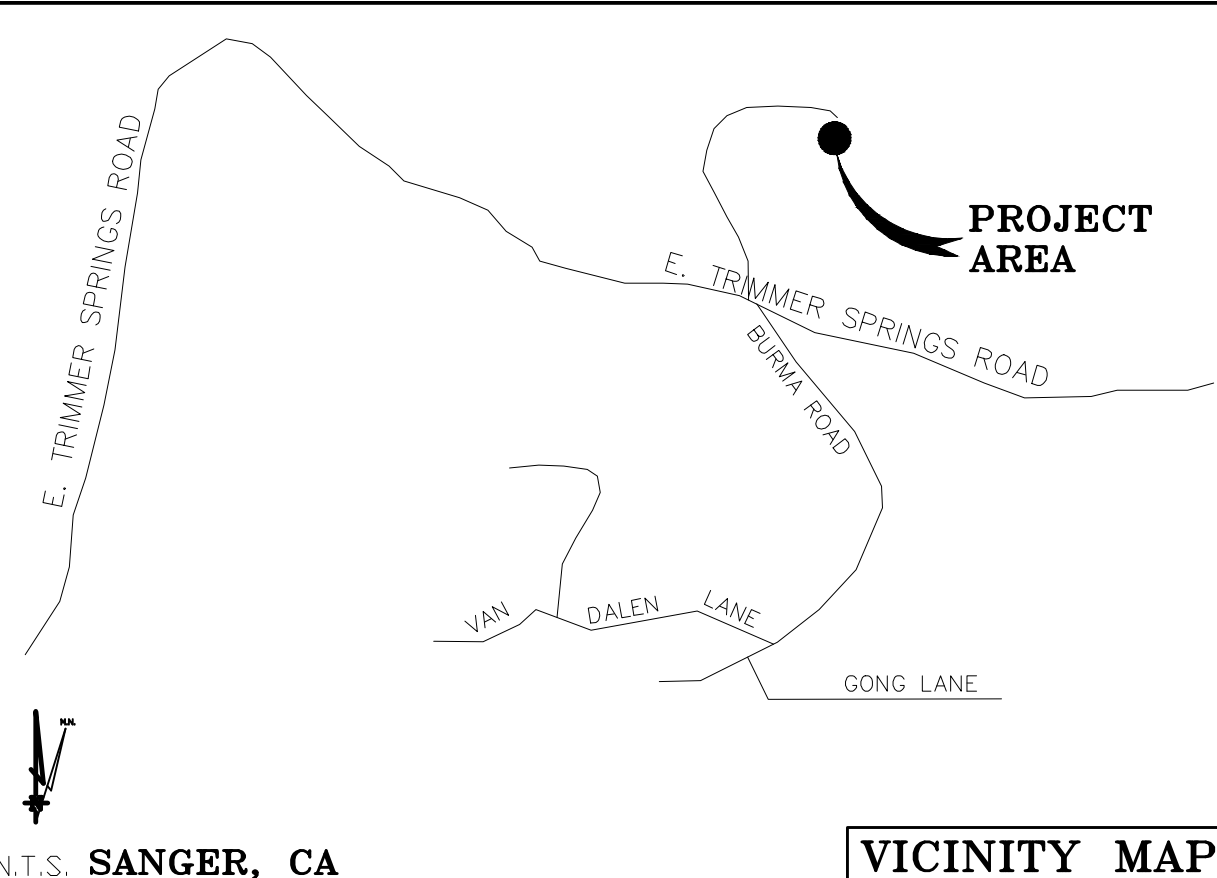 PROJECT
AREA
E. TRIMMER SPRINGS ROAD
E. TRIMMER SPRINGS ROAD
BURMA ROAD
VAN DALEN LANE
GONG LANE
N.T.S. SANGER, CA
VICINITY MAP